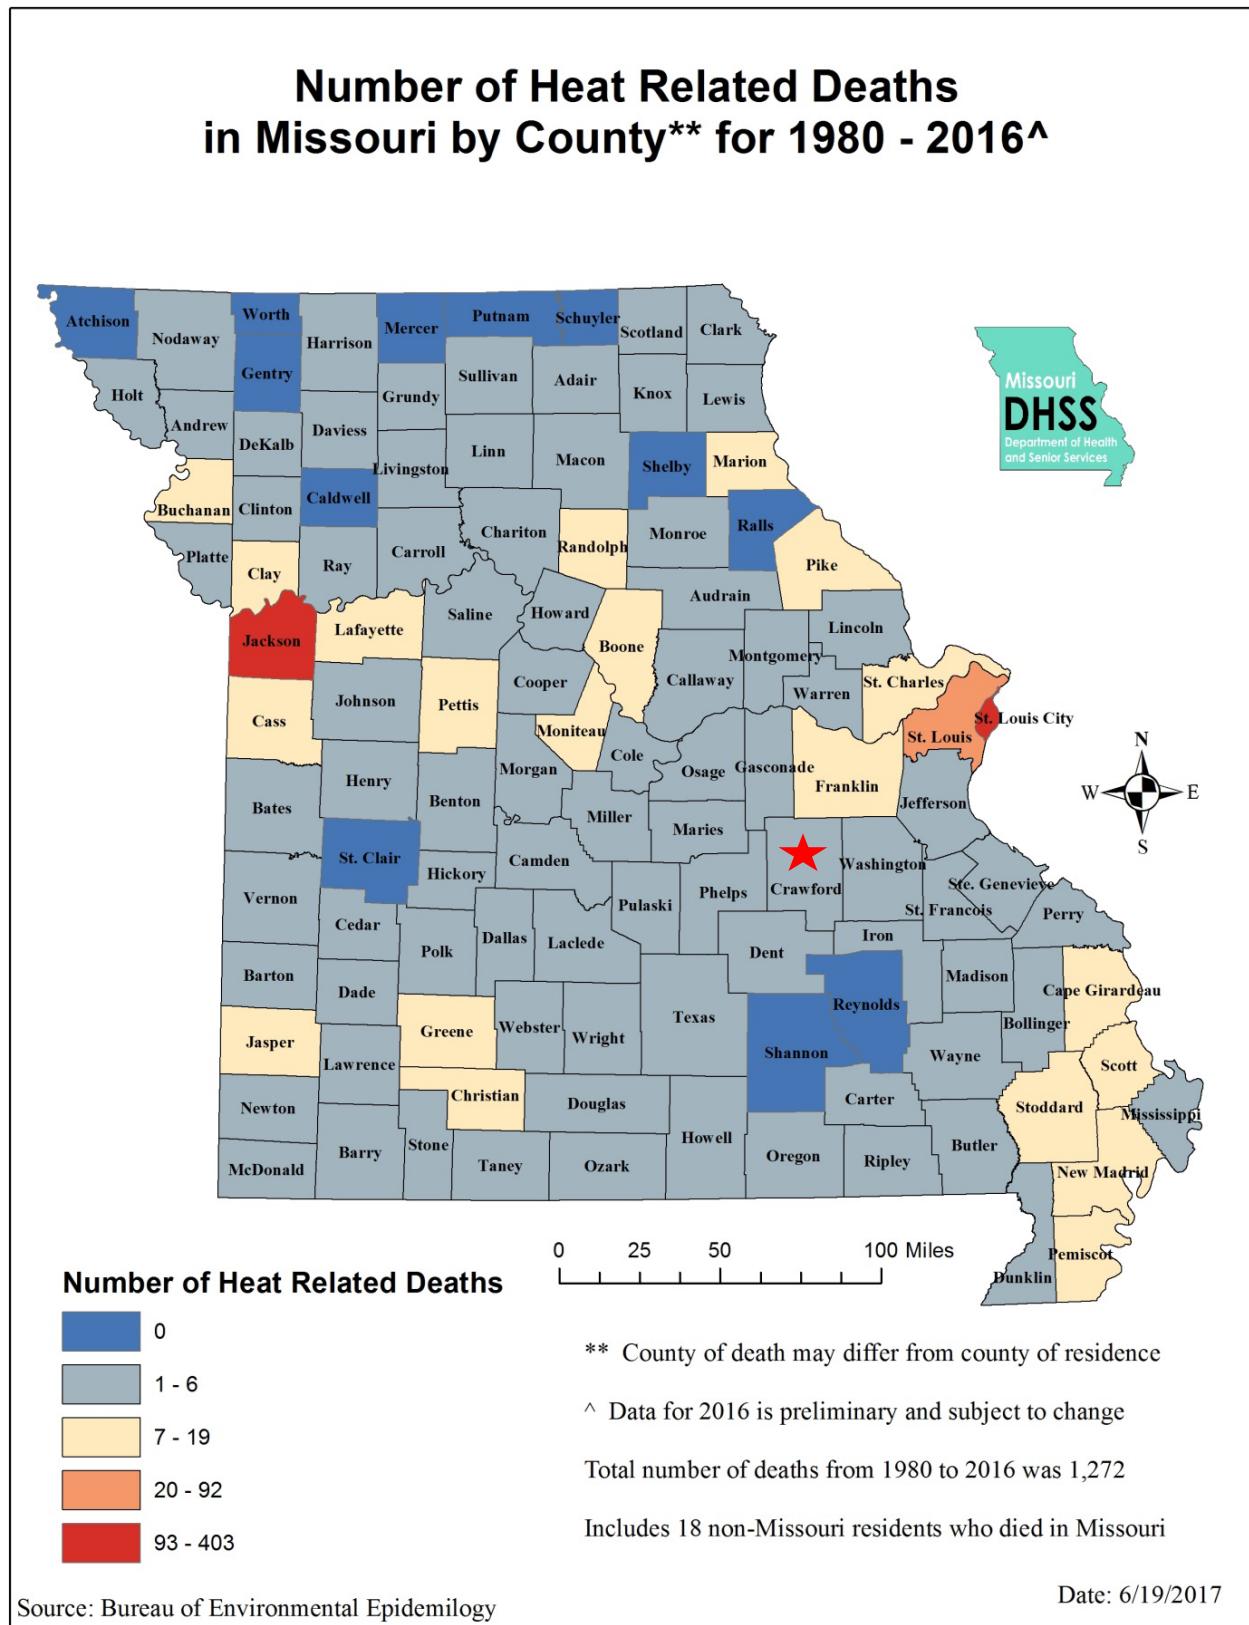 Number of Heat Related Deaths
in Missouri by County** for 1980 - 2016^
Atchison
Nodaway
Worth
Harrison
Mercer
Putnam
Schuyler
Scotland
Clark
Holt
Andrew
Gentry
DeKalb
Daviess
Grundy
Sullivan
Adair
Knox
Lewis
Missouri
DHSS
Department of Health
and Senior Services
Buchanan
Clinton
Caldwell
Livingston
Linn
Macon
Shelby
Marion
Platte
Clay
Ray
Carroll
Chariton
Randolph
Monroe
Ralls
Pike
Jackson
Lafayette
Saline
Howard
Boone
Audrain
Callaway
Montgomery
Lincoln
Warren
St. Charles
St. Louis
St. Louis City
Cass
Johnson
Pettis
Cooper
Moniteau
Cole
Osage
Gasconade
Franklin
Jefferson
Bates
Henry
Benton
Morgan
Miller
Maries
N
W
E
S
St. Clair
Hickory
Camden
Pulaski
Phelps
Crawford
Washington
Ste. Genevieve
St. Francois
Perry
Vernon
Cedar
Polk
Dallas
Laclede
Dent
Iron
Madison
Bollinger
Cape Girardeau
Barton
Dade
Greene
Webster
Wright
Texas
Shannon
Reynolds
Wayne
Scott
Jasper
Lawrence
Christian
Douglas
Howell
Carter
Stoddard
Mississippi
Newton
McDonald
Barry
Stone
Taney
Ozark
Oregon
Ripley
Butler
New Madrid
Dunklin
Pemiscot
0 25 50 100 Miles
Number of Heat Related Deaths
0
1 - 6
7 - 19
20 - 92
93 - 403
** County of death may differ from county of residence
^ Data for 2016 is preliminary and subject to change
Total number of deaths from 1980 to 2016 was 1,272
Includes 18 non-Missouri residents who died in Missouri
Source: Bureau of Environmental Epidemilogy
Date: 6/19/2017